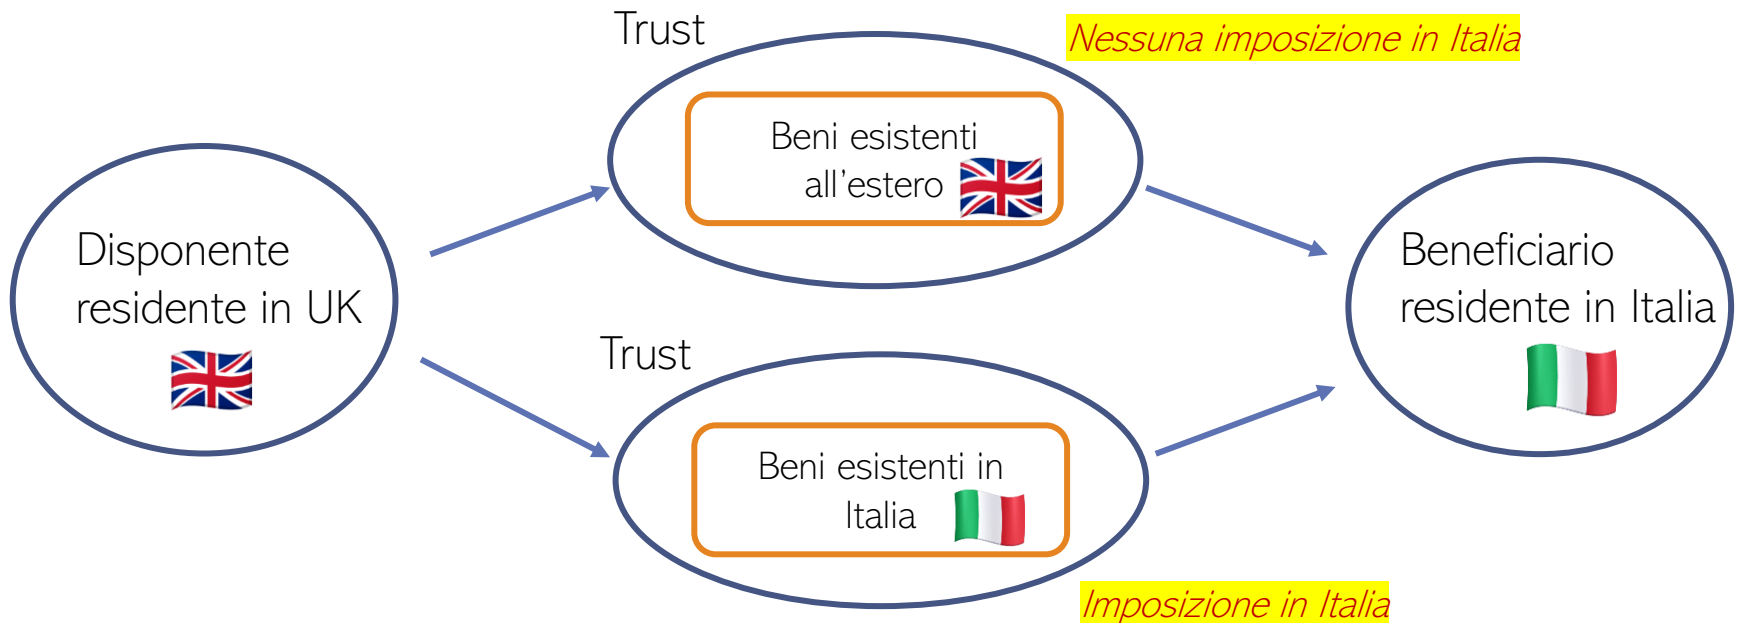 Trust
Nessuna imposizione in Italia
Beni esistenti
all’estero
Disponente
residente in UK
Beneficiario
residente in Italia
Trust
Beni esistenti in
Italia
Imposizione in Italia